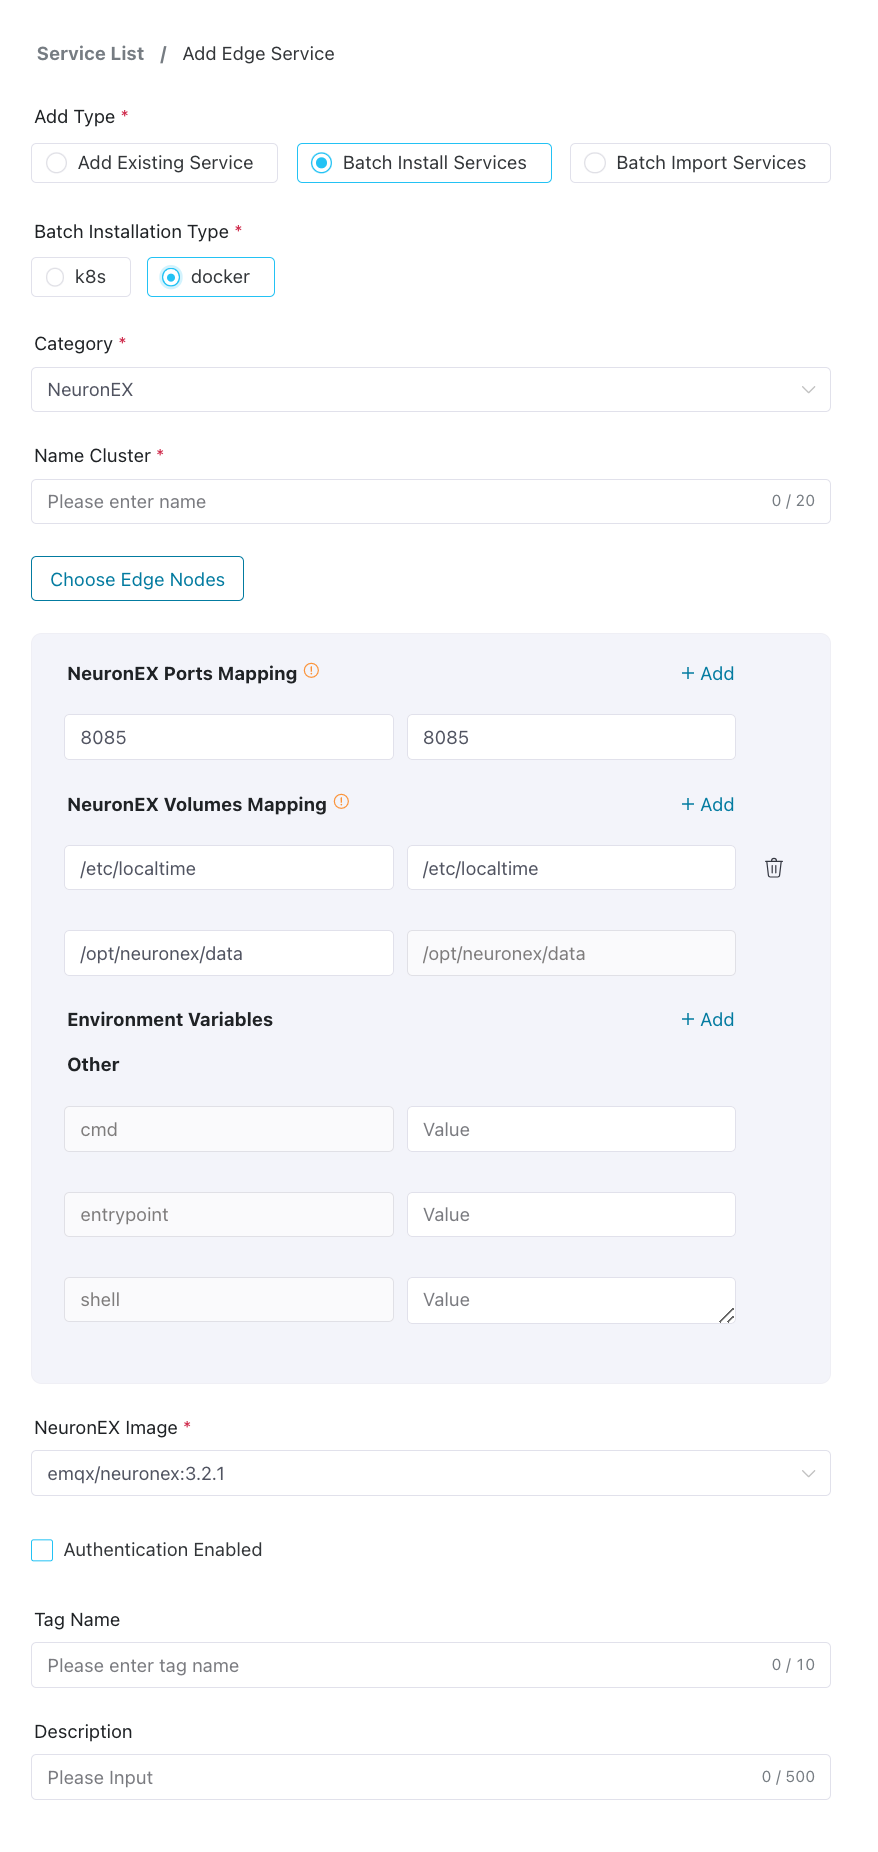 Service List / Add Edge Service
Add Type *
Add Existing Service Batch Install Services Batch Import Services
Batch Installation Type *
k8s docker
Category *
NeuronEX
Name Cluster *
Please enter name 0 / 20
Choose Edge Nodes
NeuronEX Ports Mapping + Add
8085 8085
NeuronEX Volumes Mapping + Add
/etc/localtime /etc/localtime
/opt/neuronex/data /opt/neuronex/data
Environment Variables + Add
Other
cmd Value
entrypoint Value
shell Value
NeuronEX Image *
emqx/neuronex:3.2.1
Authentication Enabled
Tag Name
Please enter tag name 0 / 10
Description
Please Input 0 / 500